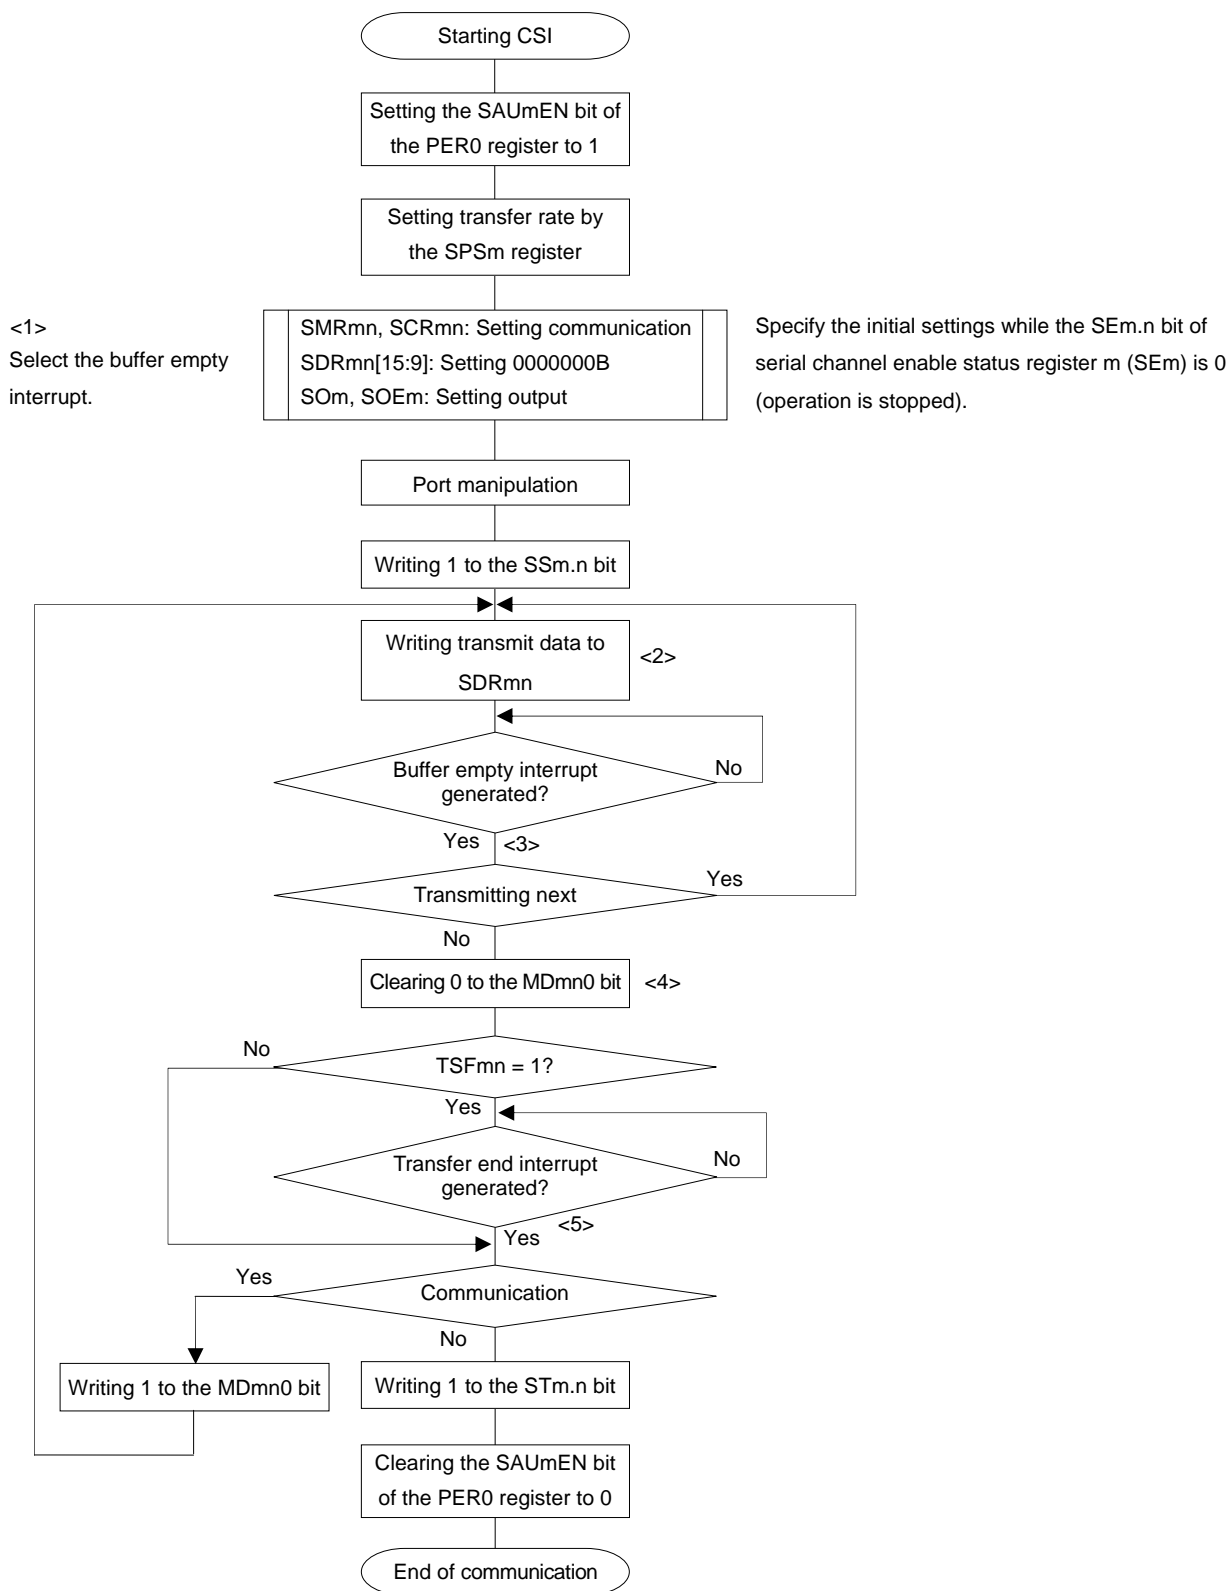 Starting CSI
Setting the SAUmEN bit of
the PER0 register to 1
Setting transfer rate by
the SPSm register
<1>
Select the buffer empty
interrupt.
SMRmn, SCRmn: Setting communication
SDRmn[15:9]: Setting 0000000B
SOm, SOEm: Setting output
Specify the initial settings while the SEm.n bit of
serial channel enable status register m (SEm) is 0
(operation is stopped).
Port manipulation
Writing 1 to the SSm.n bit
Writing transmit data to
SDRmn
<2>
Buffer empty interrupt
generated?
No
Yes
<3>
Transmitting next
Yes
No
Clearing 0 to the MDmn0 bit
<4>
No
TSFmn = 1?
Yes
Transfer end interrupt
generated?
No
<5>
Yes
Yes
Communication
No
Writing 1 to the MDmn0 bit
Writing 1 to the STm.n bit
Clearing the SAUmEN bit
of the PER0 register to 0
End of communication